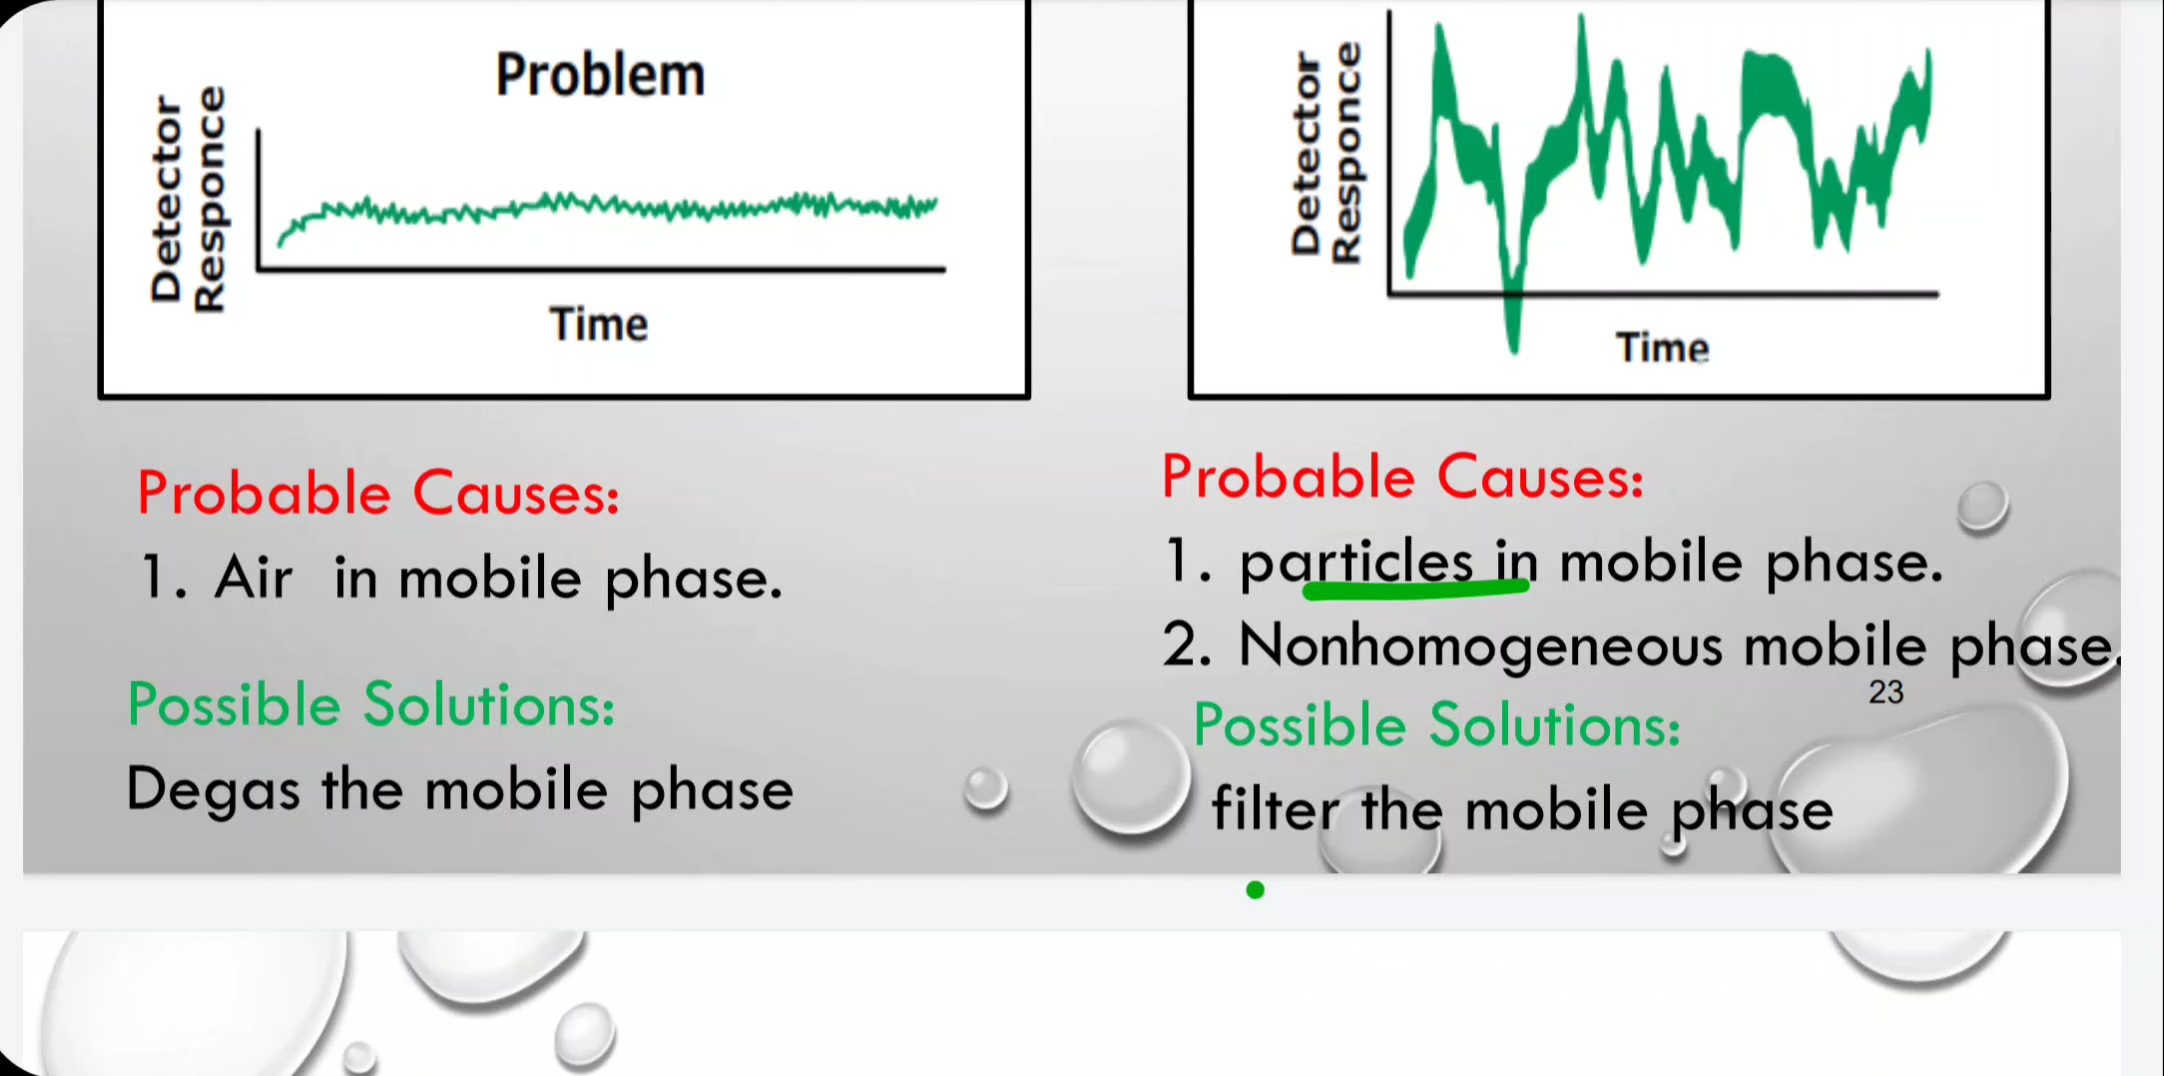 Problem
Detector
Responce
Time
Probable Causes:
1. Air in mobile phase.
Possible Solutions:
Degas the mobile phase
Detector
Responce
Time
Probable Causes:
1. particles in mobile phase.
2. Nonhomogeneous mobile phase.
23
Possible Solutions:
filter the mobile phase